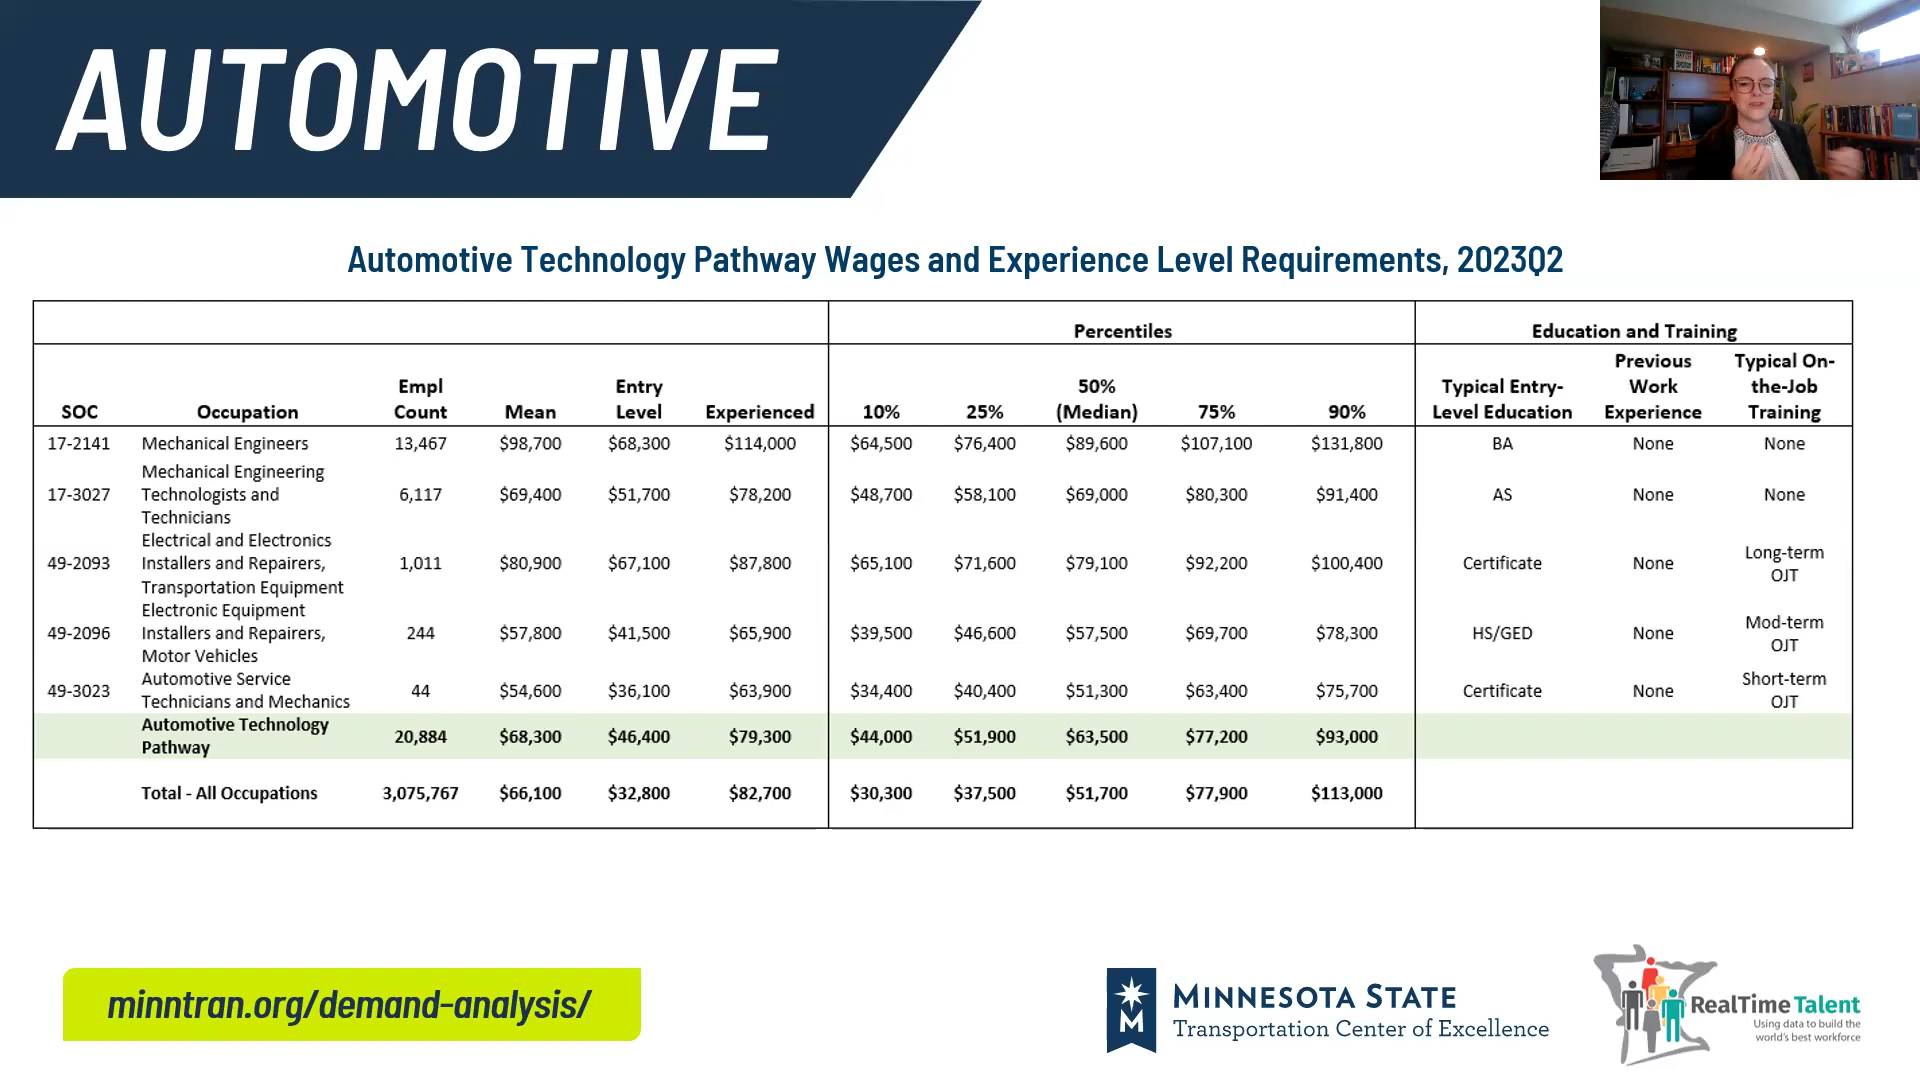 AUTOMOTIVE
Automotive Technology Pathway Wages and Experience Level Requirements, 2023Q2
Percentiles
Education and Training
SOC
Occupation
Empl
Count
Mean
Entry
Level
Experienced
10%
25%
50%
(Median)
75%
90%
Typical Entry-
Level Education
Previous
Work
Experience
Typical On-
the-Job
Training
17-2141 Mechanical Engineers 13,467 $98,700 $68,300 $114,000 $64,500 $76,400 $89,600 $107,100 $131,800 BA None None
Mechanical Engineering
17-3027 Technologists and 6,117 $69,400 $51,700 $78,200 $48,700 $58,100 $69,000 $80,300 $91,400 AS None None
Technicians
Electrical and Electronics
49-2093 Installers and Repairers, 1,011 $80,900 $67,100 $87,800 $65,100 $71,600 $79,100 $92,200 $100,400 Certificate None Long-term
OJT
Transportation Equipment
Electronic Equipment
49-2096 Installers and Repairers, 244 $57,800 $41,500 $65,900 $39,500 $46,600 $57,500 $69,700 $78,300 HS/GED None Mod-term
OJT
Motor Vehicles
Automotive Service
49-3023 Technicians and Mechanics 44 $54,600 $36,100 $63,900 $34,400 $40,400 $51,300 $63,400 $75,700 Certificate None Short-term
OJT
Automotive Technology
Pathway 20,884 $68,300 $46,400 $79,300 $44,000 $51,900 $63,500 $77,200 $93,000
Total - All Occupations 3,075,767 $66,100 $32,800 $82,700 $30,300 $37,500 $51,700 $77,900 $113,000
minntran.org/demand-analysis/
M
MINNESOTA STATE
Transportation Center of Excellence
RealTime Talent
Using data to build the
world's best workforce